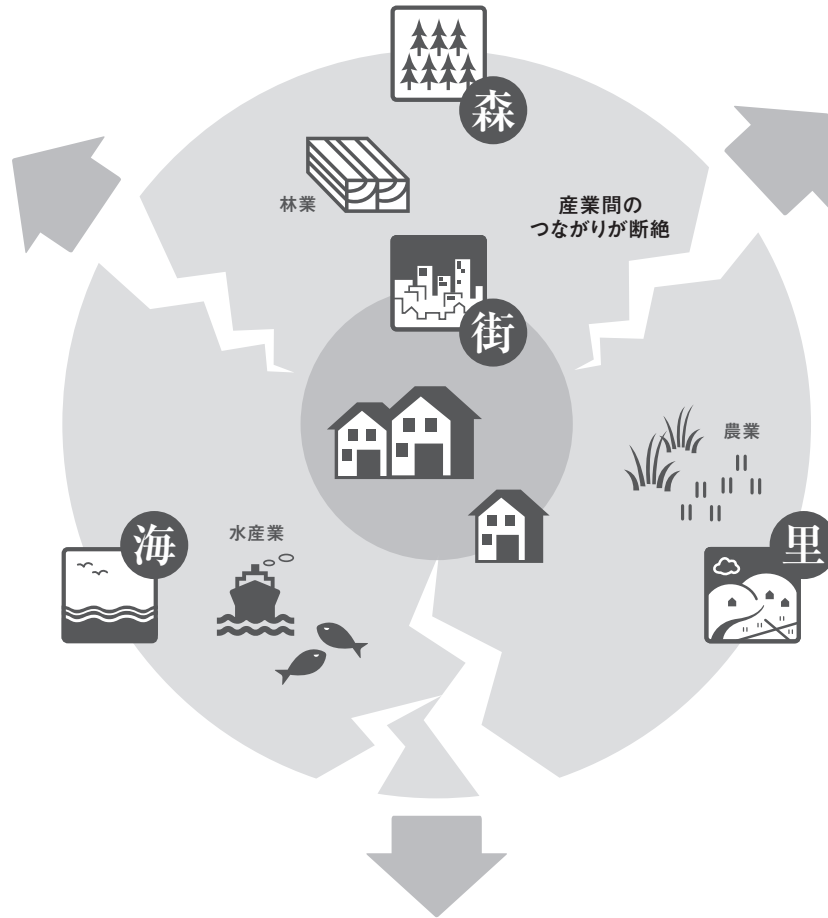 森
林業
産業間の
つながりが断絶
街
農業
水産業
海
里